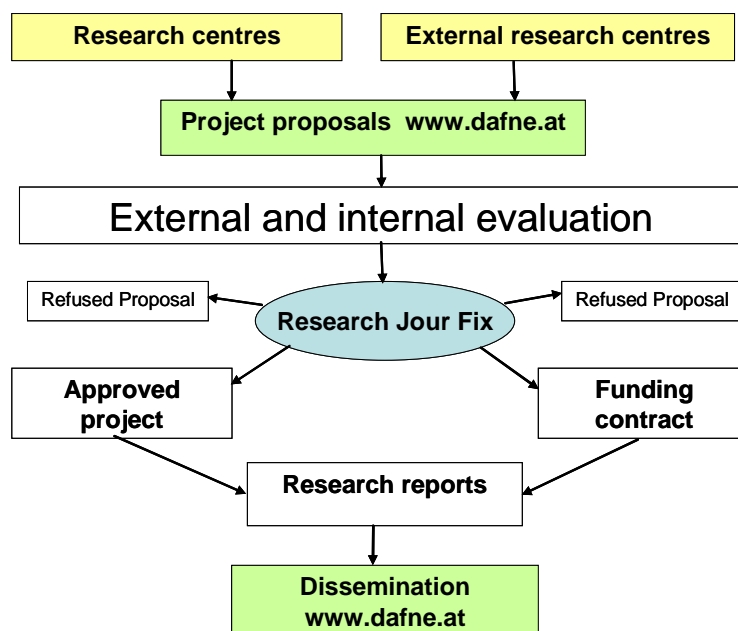 Research centres
External research centres
Project proposals www.dafne.at
External and internal evaluation
Refused Proposal
Research Jour Fix
Refused Proposal
Approved
project
Funding
contract
Research reports
Dissemination
www.dafne.at